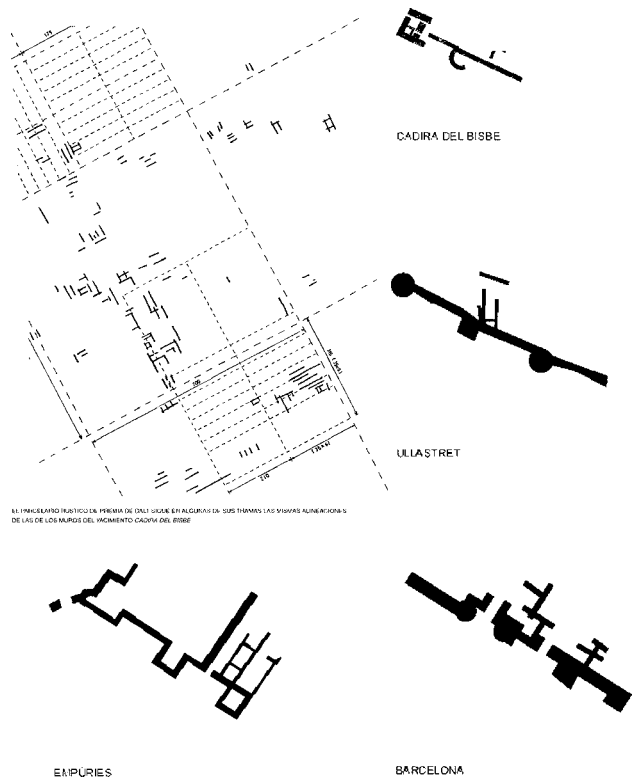 CADIRA DEL BISBE
ULLASTRET
EL PARCELARIO RUSTICO DE PREMIA DE DALT SIGUE EN ALGUNAS DE SUS TRAMAS LAS MISMAS ALINEACIONES
DE LAS DE LOS MUROS DEL YACIMIENTO CADIRA DEL BISBE
EMPÚRIES
BARCELONA